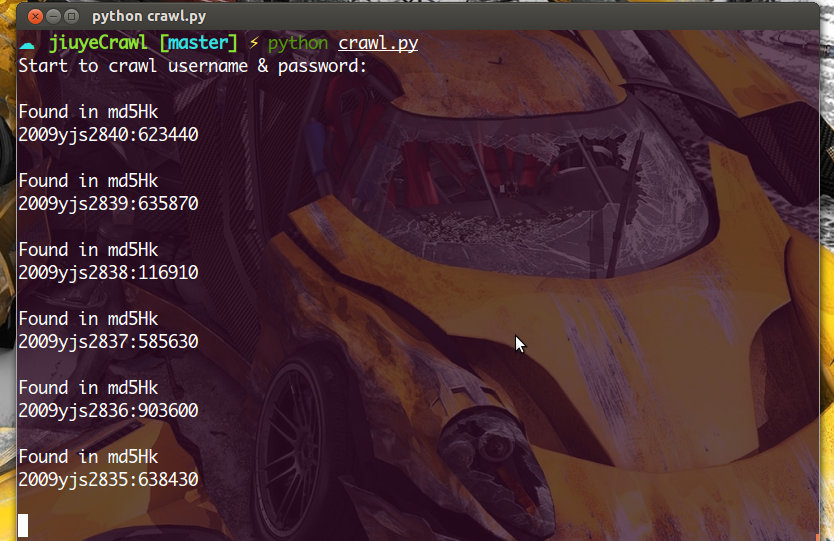 python crawl.py
jiuyeCrawl [master] ⚡ python crawl.py
Start to crawl username & password:
Found in md5Hk
2009yjs2840:623440
Found in md5Hk
2009yjs2839:635870
Found in md5Hk
2009yjs2838:116910
Found in md5Hk
2009yjs2837:585630
Found in md5Hk
2009yjs2836:903600
Found in md5Hk
2009yjs2835:638430